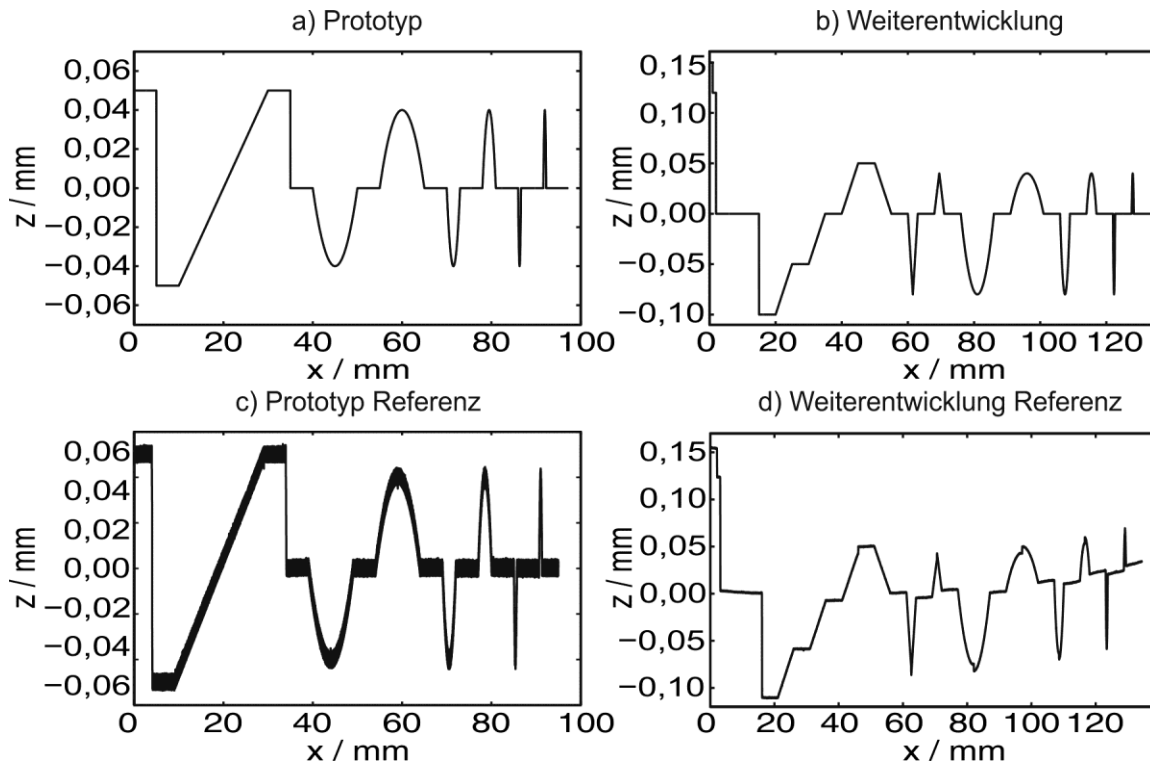 a) Prototyp
z / mm
0,06
0,04
0,02
0,00
−0,02
−0,04
−0,06
0 20 40 60 80 100
x / mm
b) Weiterentwicklung
z / mm
0,15
0,10
0,05
0,00
−0,05
−0,10
0 20 40 60 80 100 120
x / mm
c) Prototyp Referenz
z / mm
0,06
0,04
0,02
0,00
−0,02
−0,04
−0,06
0 20 40 60 80 100
x / mm
d) Weiterentwicklung Referenz
z / mm
0,15
0,10
0,05
0,00
−0,05
−0,10
0 20 40 60 80 100 120
x / mm